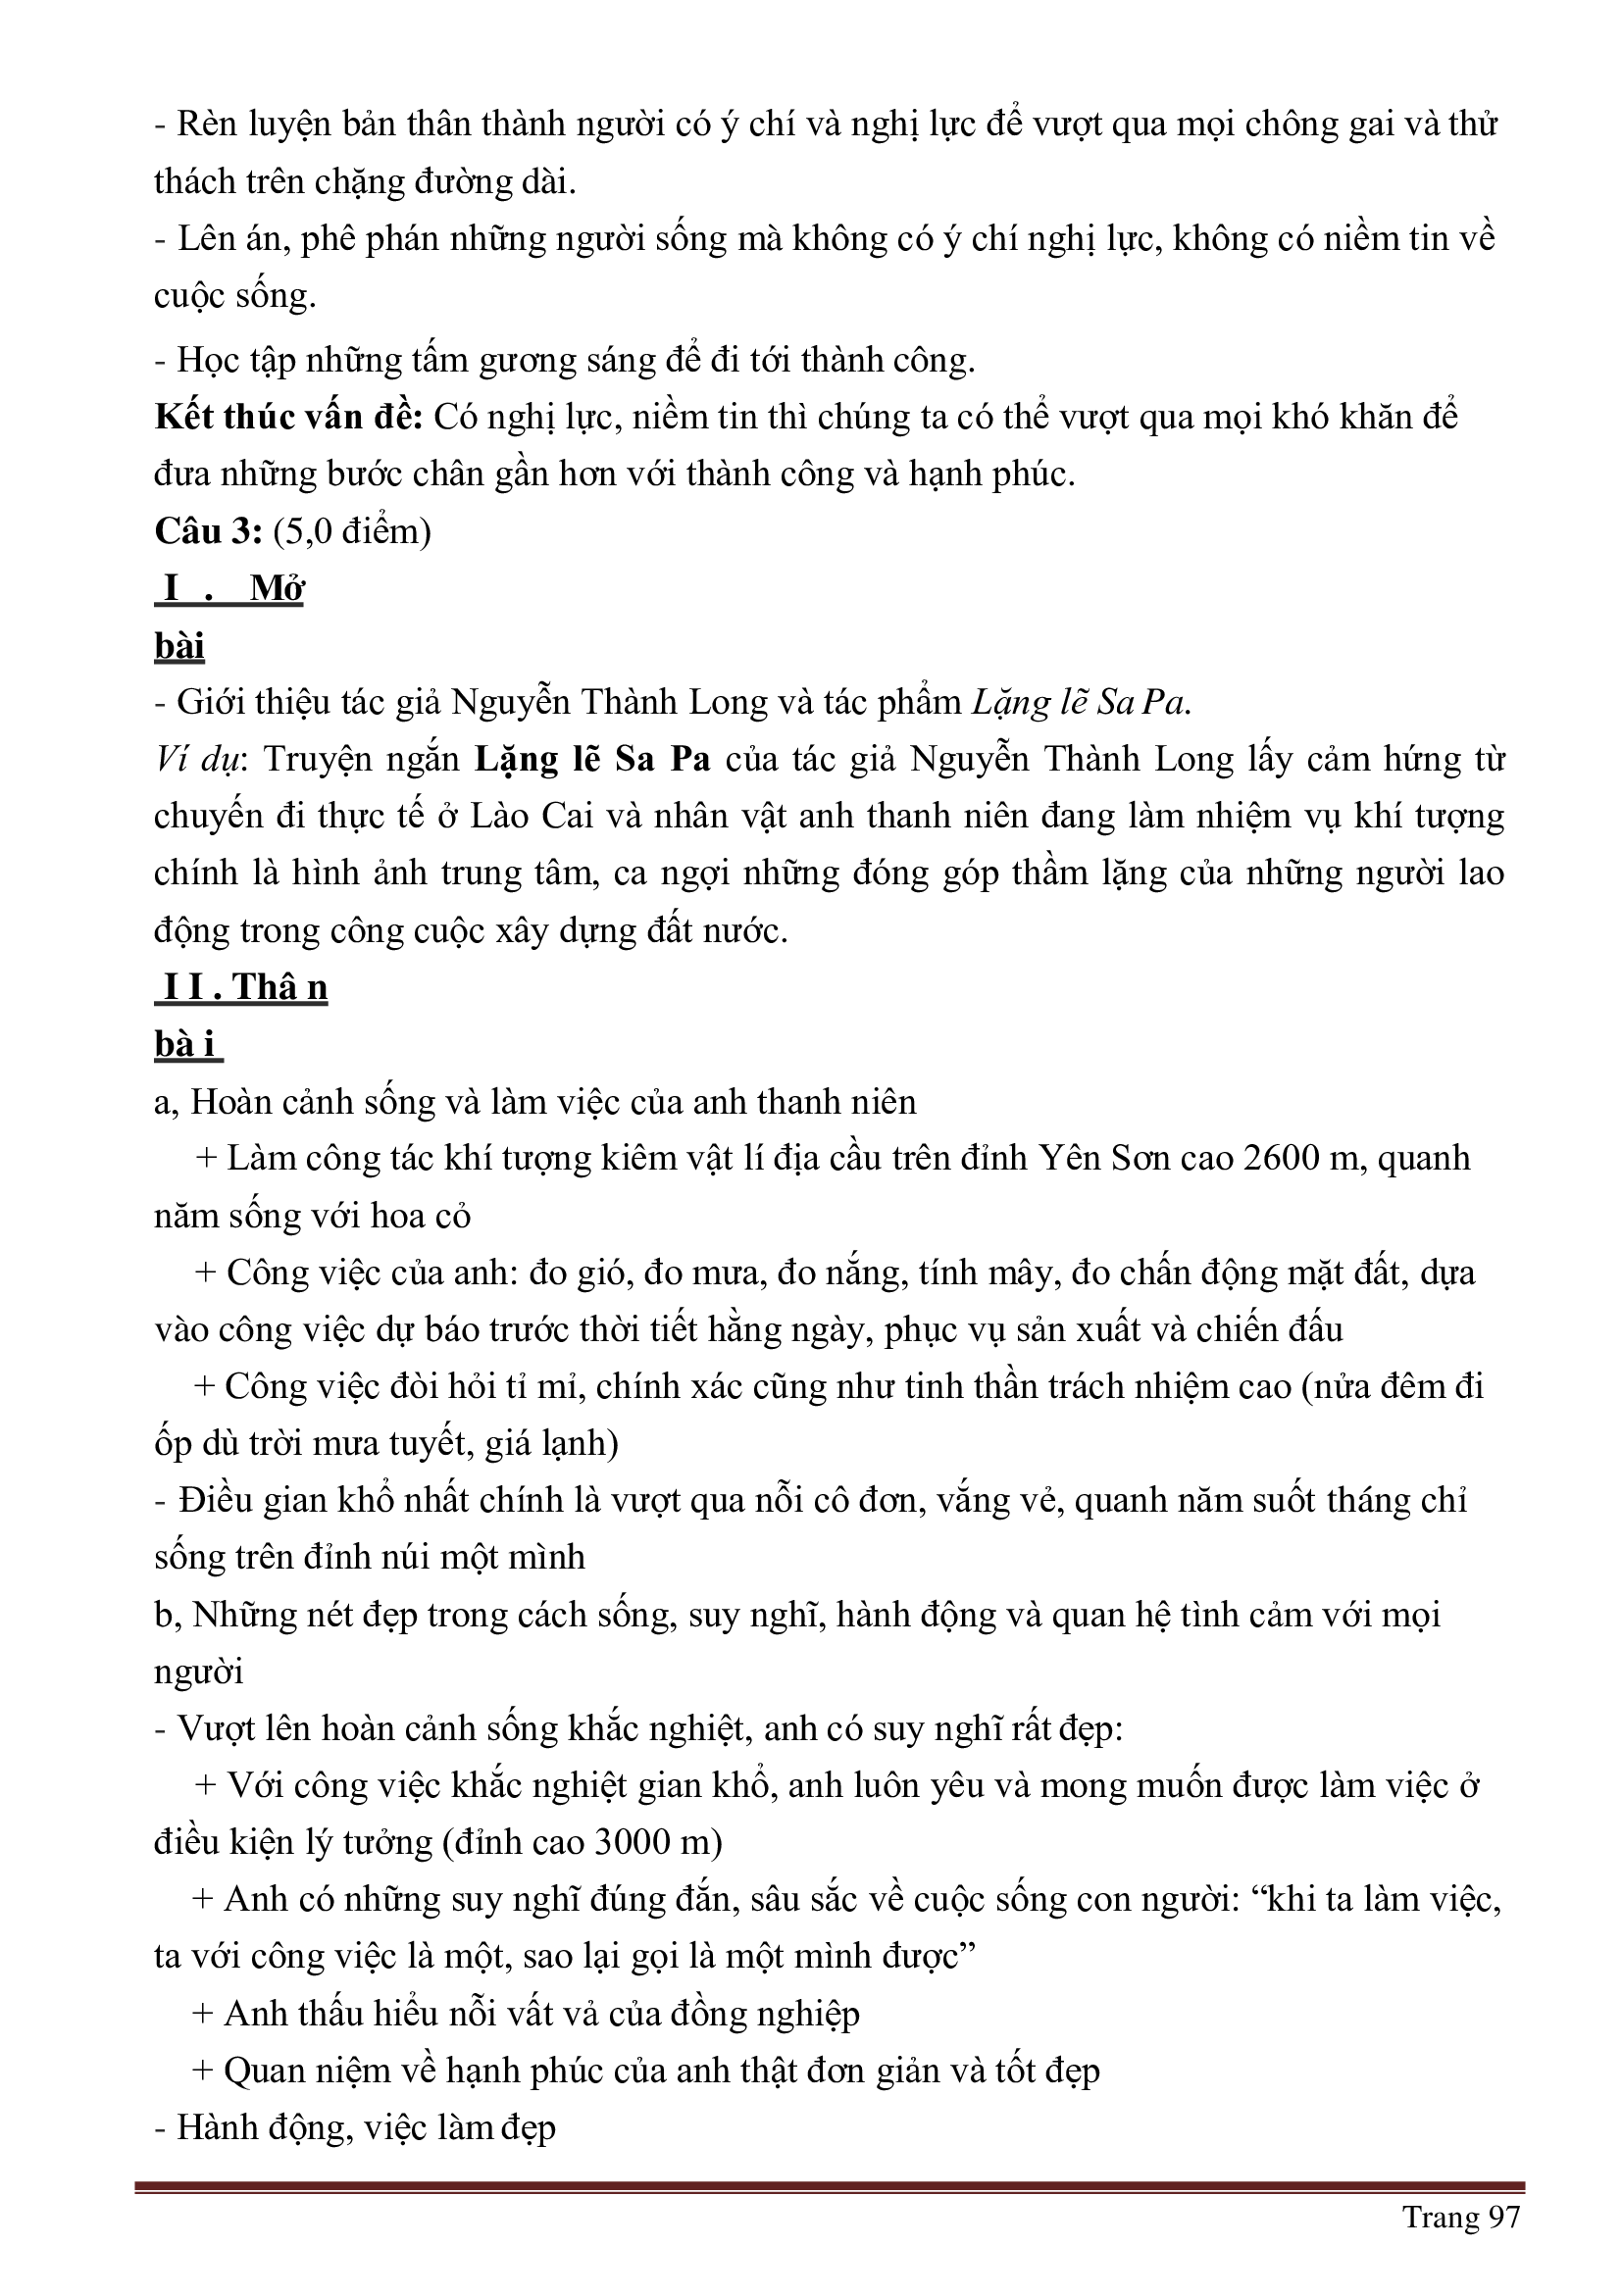 - Rèn luyện bản thân thành người có ý chí và nghị lực để vượt qua mọi chông gai và thử
thách trên chặng đường dài.
- Lên án, phê phán những người sống mà không có ý chí nghị lực, không có niềm tin về
cuộc sống.
- Học tập những tấm gương sáng để đi tới thành công.
Kết thúc vấn đề: Có nghị lực, niềm tin thì chúng ta có thể vượt qua mọi khó khăn để
đưa những bước chân gần hơn với thành công và hạnh phúc.
Câu 3: (5,0 điểm)
I . Mở
bài
- Giới thiệu tác giả Nguyễn Thành Long và tác phẩm Lặng lẽ Sa Pa.
Ví dụ: Truyện ngắn Lặng lẽ Sa Pa của tác giả Nguyễn Thành Long lấy cảm hứng từ
chuyến đi thực tế ở Lào Cai và nhân vật anh thanh niên đang làm nhiệm vụ khí tượng
chính là hình ảnh trung tâm, ca ngợi những đóng góp thầm lặng của những người lao
động trong công cuộc xây dựng đất nước.
I I . Thâ n
bà i
a, Hoàn cảnh sống và làm việc của anh thanh niên
+ Làm công tác khí tượng kiêm vật lí địa cầu trên đỉnh Yên Sơn cao 2600 m, quanh
năm sống với hoa cỏ
+ Công việc của anh: đo gió, đo mưa, đo nắng, tính mây, đo chấn động mặt đất, dựa
vào công việc dự báo trước thời tiết hằng ngày, phục vụ sản xuất và chiến đấu
+ Công việc đòi hỏi tỉ mỉ, chính xác cũng như tinh thần trách nhiệm cao (nửa đêm đi
ốp dù trời mưa tuyết, giá lạnh)
- Điều gian khổ nhất chính là vượt qua nỗi cô đơn, vắng vẻ, quanh năm suốt tháng chỉ
sống trên đỉnh núi một mình
b, Những nét đẹp trong cách sống, suy nghĩ, hành động và quan hệ tình cảm với mọi
người
- Vượt lên hoàn cảnh sống khắc nghiệt, anh có suy nghĩ rất đẹp:
+ Với công việc khắc nghiệt gian khổ, anh luôn yêu và mong muốn được làm việc ở
điều kiện lý tưởng (đỉnh cao 3000 m)
+ Anh có những suy nghĩ đúng đắn, sâu sắc về cuộc sống con người: “khi ta làm việc,
ta với công việc là một, sao lại gọi là một mình được”
+ Anh thấu hiểu nỗi vất vả của đồng nghiệp
+ Quan niệm về hạnh phúc của anh thật đơn giản và tốt đẹp
- Hành động, việc làm đẹp
Trang 97